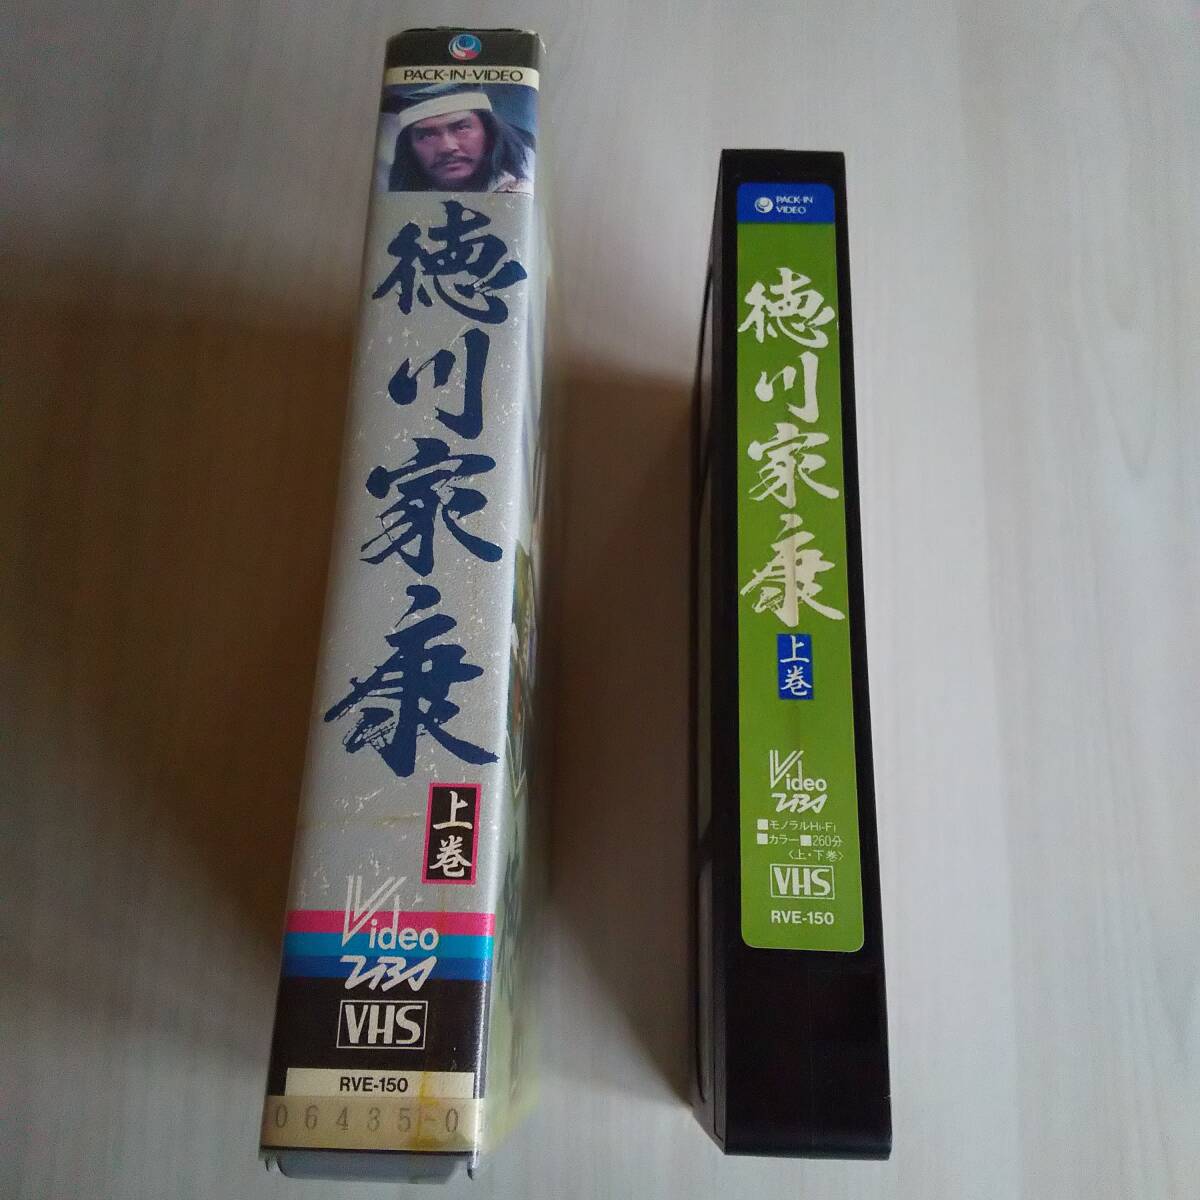 PACK-IN-VIDEO
徳川家康
上巻
Video
TBS
VHS
RVE-150
06435-0
PACK-IN
VIDEO
徳川家康
上巻
Video
TBS
■モノラルHi-Fi
■カラー■260分
〈上・下巻〉
VHS
RVE-150